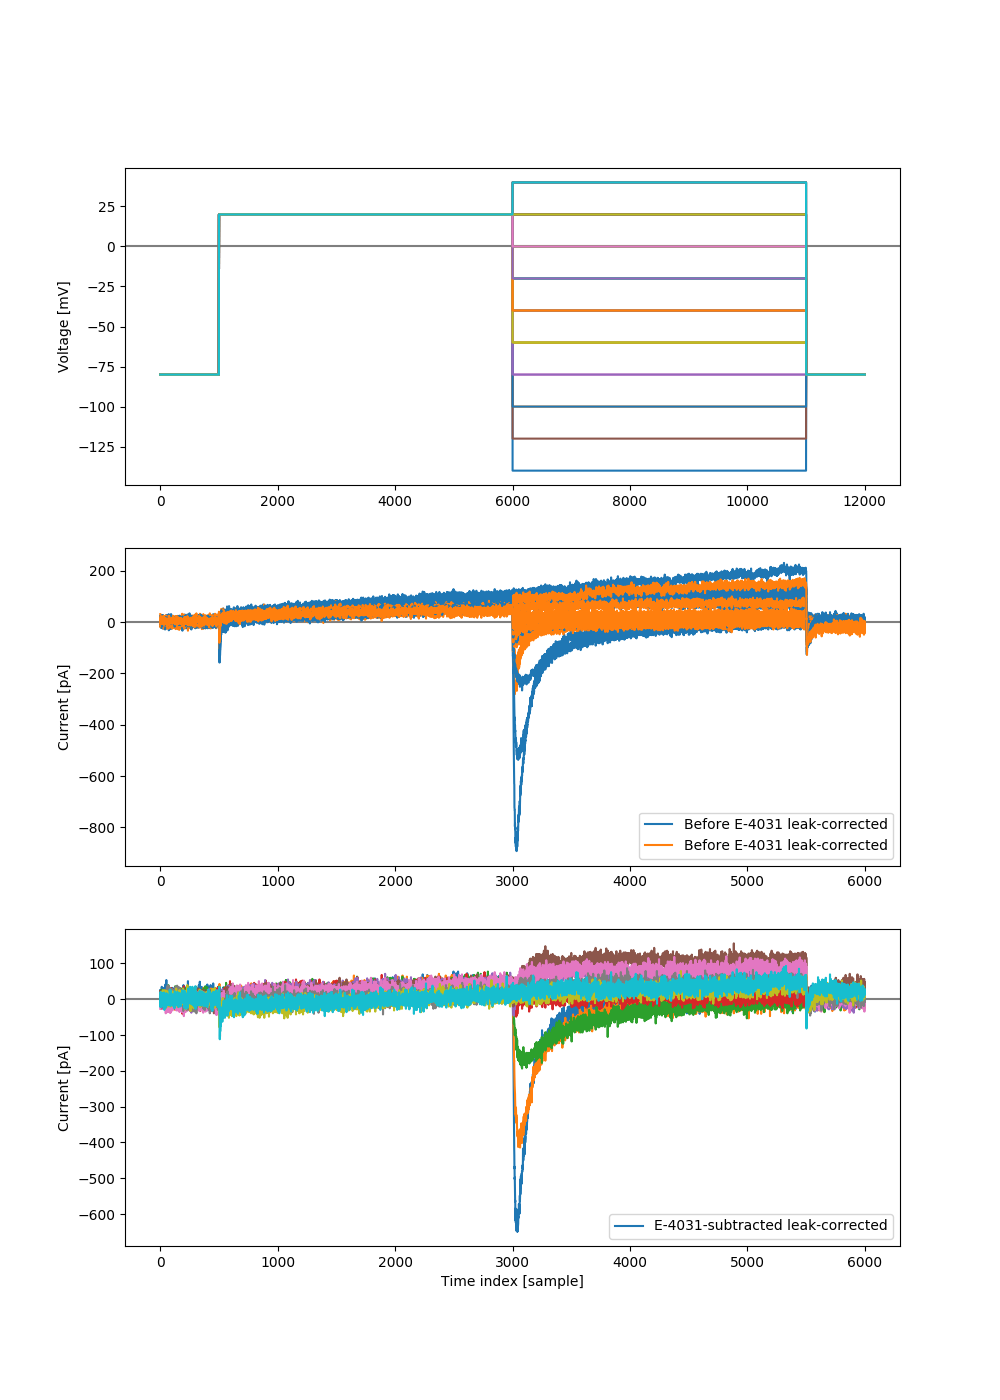 25
0
−25
−50
−75
−100
−125
Voltage [mV]
0 2000 4000 6000 8000 10000 12000
200
0
−200
−400
−600
−800
Current [pA]
Before E-4031 leak-corrected
Before E-4031 leak-corrected
0 1000 2000 3000 4000 5000 6000
100
0
−100
−200
−300
−400
−500
−600
Current [pA]
E-4031-subtracted leak-corrected
0 1000 2000 3000 4000 5000 6000
Time index [sample]